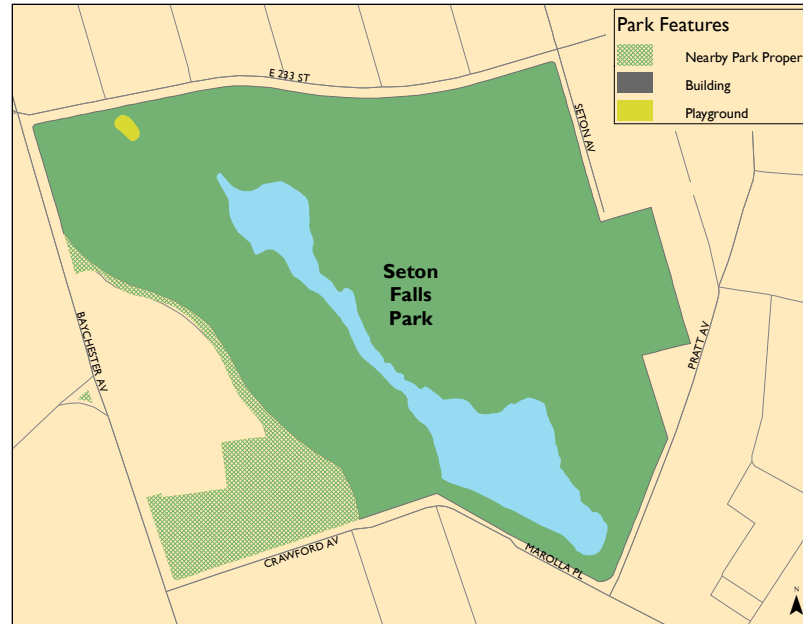 Park Features
Nearby Park Proper
Building
Playground
E 233 ST
SETON AV
Seton
Falls
Park
BAYCHESTER AV
PRATT AV
CRAWFORD AV
MAROLLA PL
N